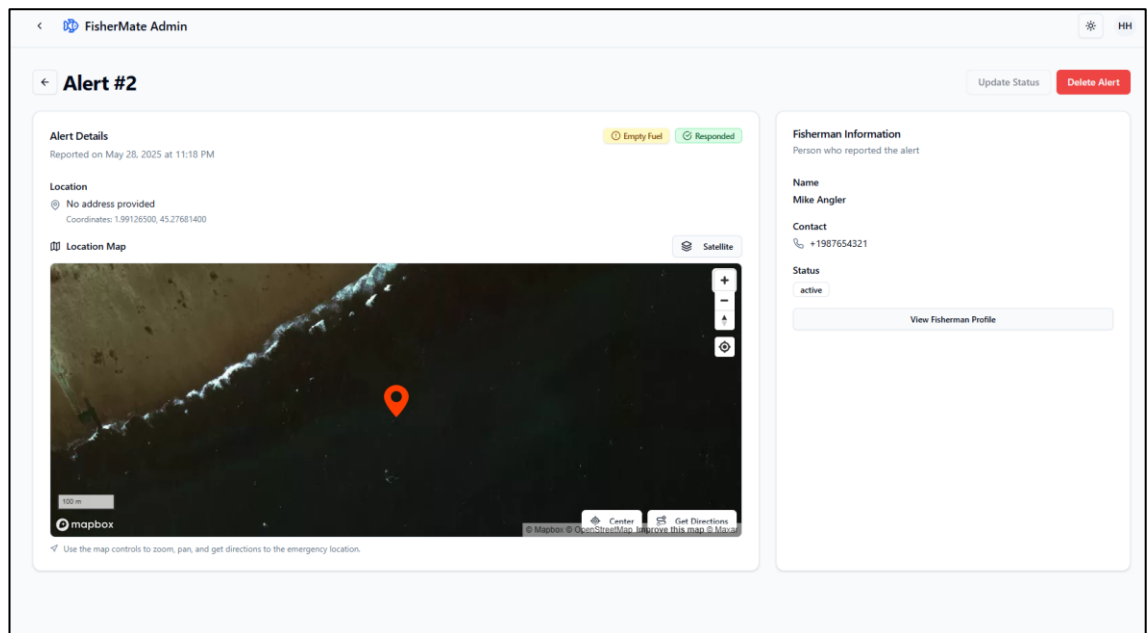 FisherMate Admin
HH
Alert #2
Update Status
Delete Alert
Alert Details
Empty Fuel
Responded
Reported on May 28, 2025 at 11:18 PM
Location
No address provided
Coordinates: 1.99126500, 45.27681400
Location Map
Satellite
100 m
mapbox
Center
Get Directions
© Mapbox © OpenStreetMap Improve this map © Maxar
Use the map controls to zoom, pan, and get directions to the emergency location.
Fisherman Information
Person who reported the alert
Name
Mike Angler
Contact
+1987654321
Status
active
View Fisherman Profile